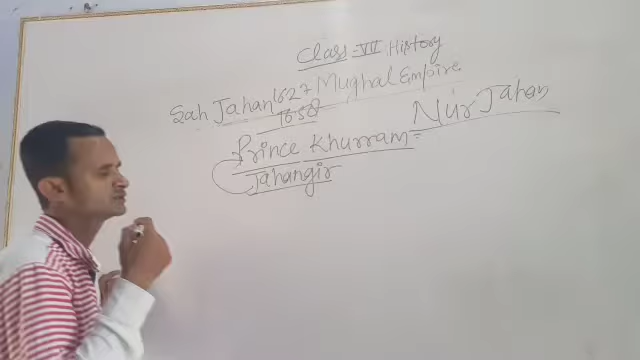 Class - VII History
Sah Jahan 1627 Mughal Empire
1658
Prince Khurram = Nur Jahan
Jahangir